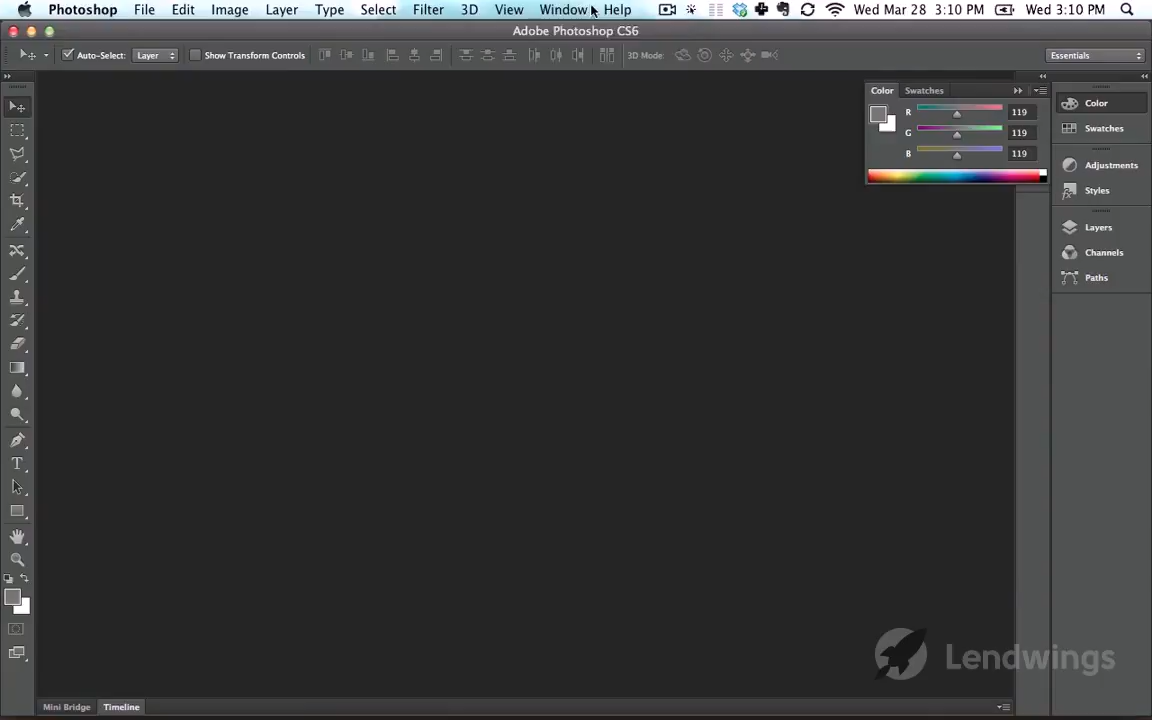 Photoshop File Edit Image Layer Type Select Filter 3D View Window Help Wed Mar 28 3:10 PM Wed 3:10 PM
Adobe Photoshop CS6
Auto-Select: Layer Show Transform Controls 3D Mode: Essentials
Color Swatches
R 119
G 119
B 119
Color
Swatches
Adjustments
Styles
Layers
Channels
Paths
T
Lendwings
Mini Bridge Timeline